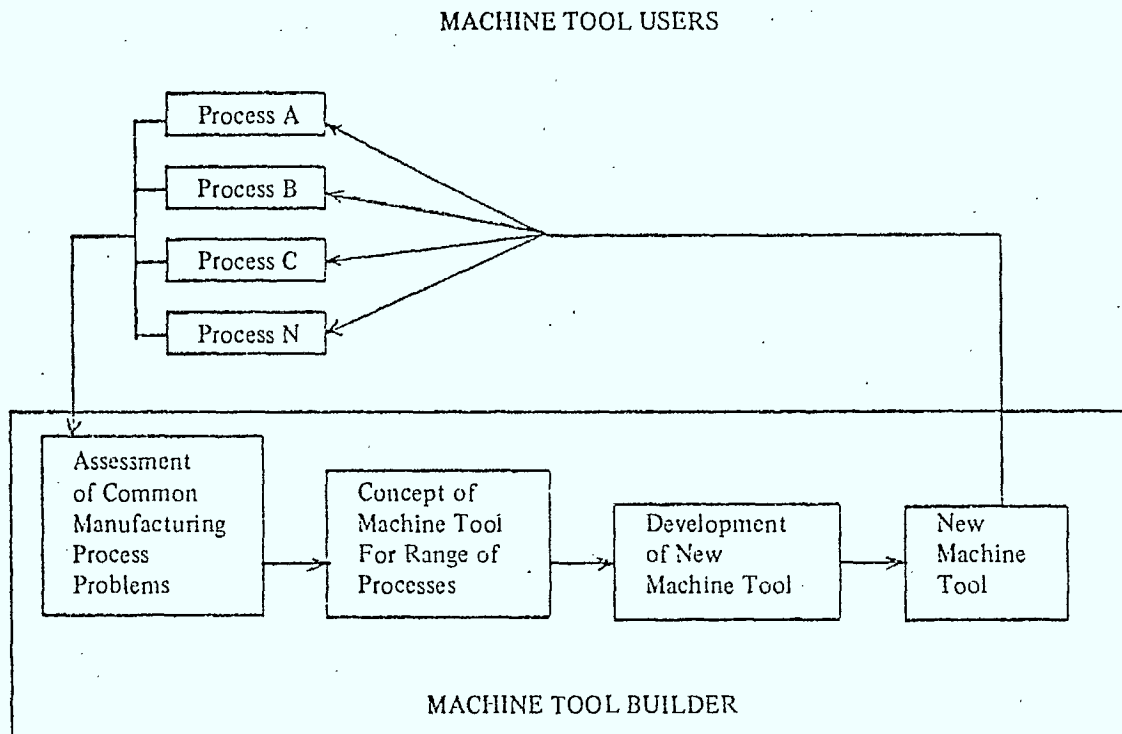 MACHINE TOOL USERS
Process A
Process B
Process C
Process N
Assessment
of Common
Manufacturing
Process
Problems
Concept of
Machine Tool
For Range of
Processes
Development
of New
Machine Tool
New
Machine
Tool
MACHINE TOOL BUILDER